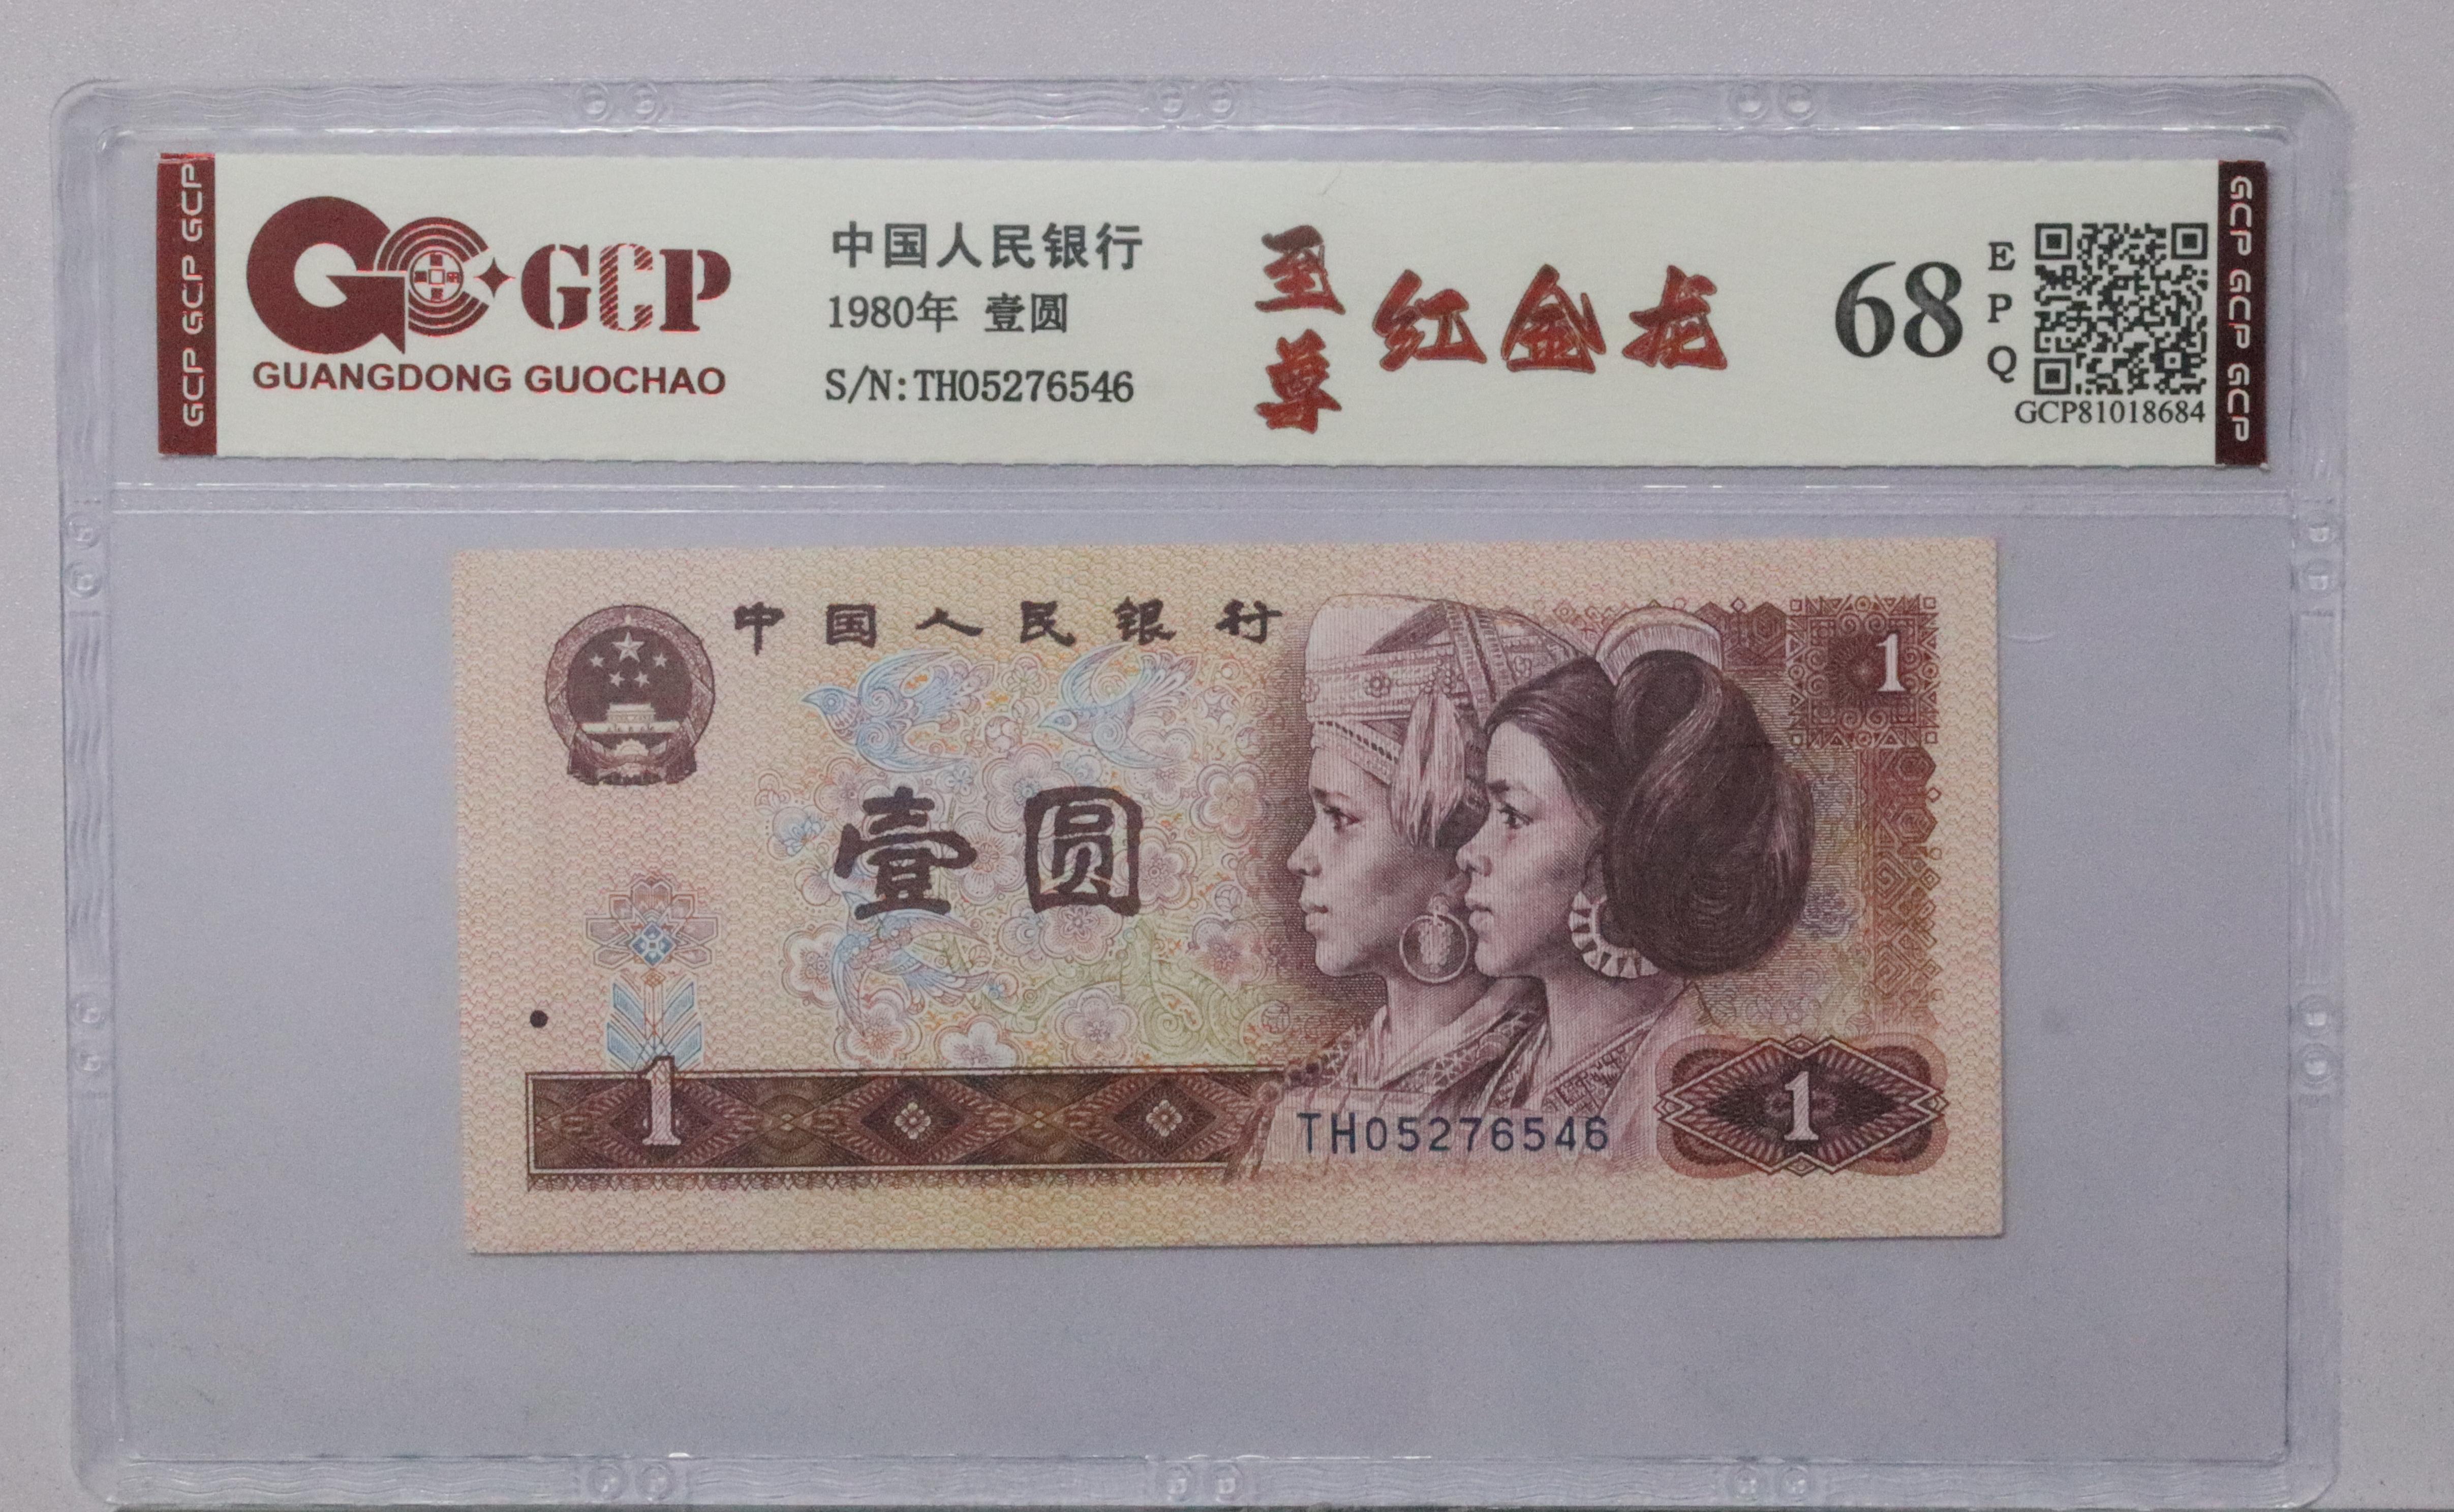 GCP GCP GCP
GCP
GUANGDONG GUOCHAO
中国人民银行
1980年 壹圆
S/N:TH05276546
至尊
红金龙
68
EPQ
GCP81018684
GCP GCP GCP
中国人民银行
1
壹圆
1
TH05276546
1